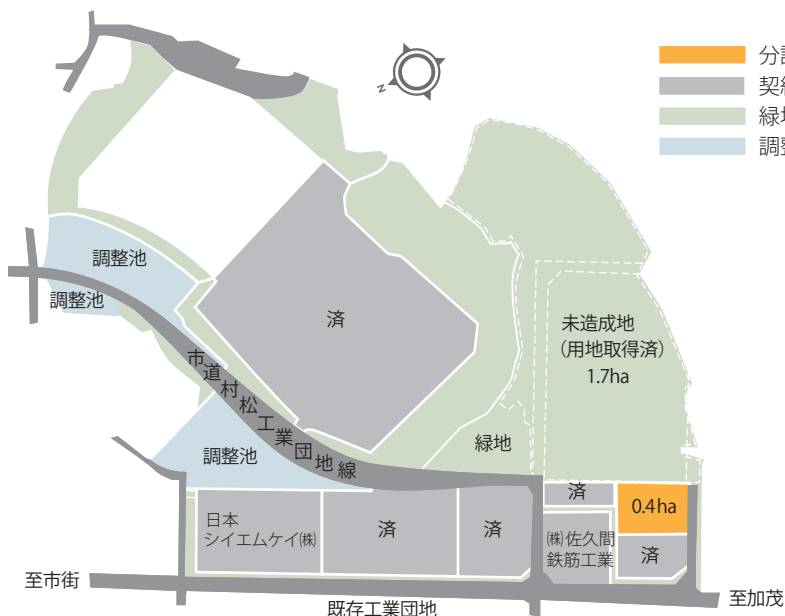 N
分
契
緑
調
調整池
調整池
済
未造成地
(用地取得済)
1.7ha
市道村松工業団地線
緑地
調整池
済
0.4ha
日本
シイエムケイ㈱
済
済
㈱佐久間
鉄筋工業
済
至市街
既存工業団地
至加茂